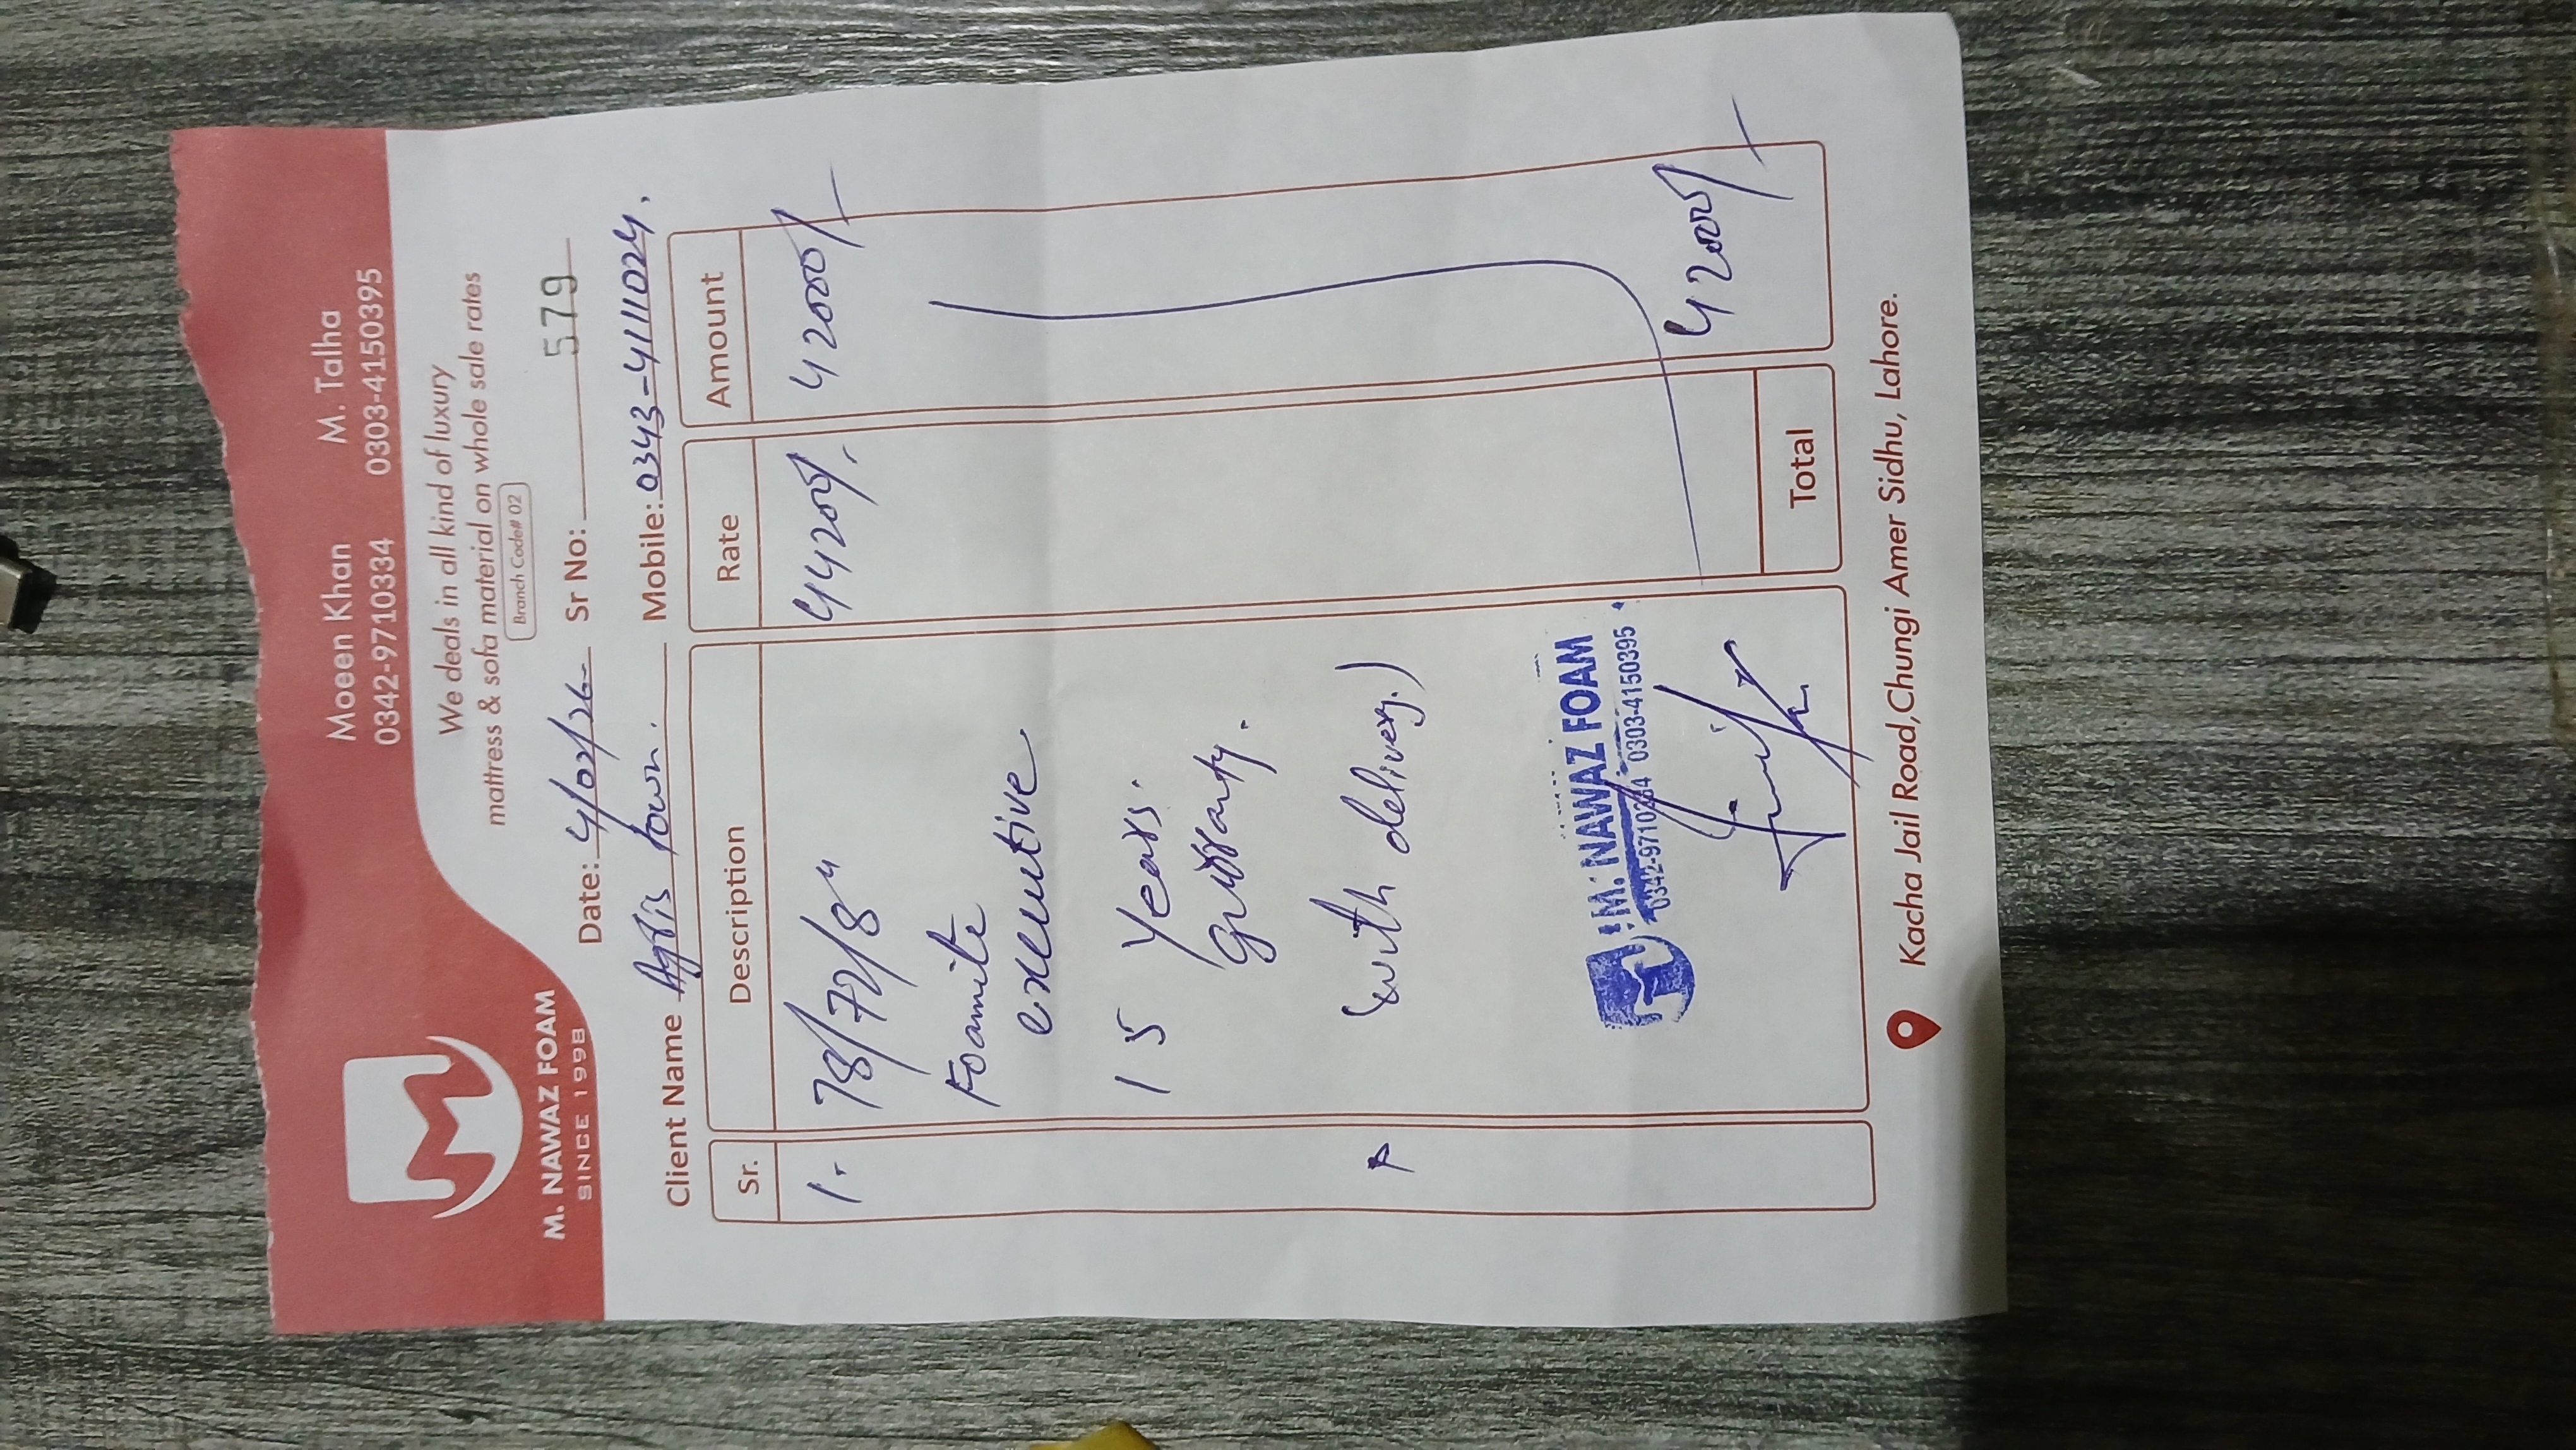 Moeen Khan M. Talha
0342-9710334 0303-4150395
We deals in all kind of luxury
mattress & sofa material on whole sale rates
Branch Code# 02
M. NAWAZ FOAM
SINCE 1998
Date: 4/02/26 Sr No: 579
Client Name town. Mobile: 0343-4111024.
Sr. Description Rate Amount
1. 78/72/8" 44200/. 42000/
Foamite
executive
15 Years.
(with delivery.)
M. NAWAZ FOAM
0303-4150395
Total 42000/
Kacha Jail Road,Chungi Amer Sidhu, Lahore.